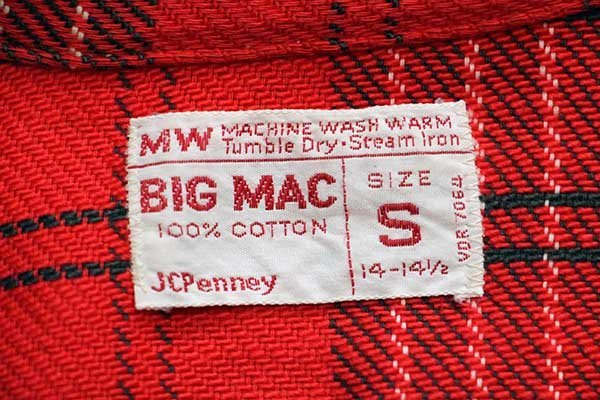 MW MACHINE WASH WARM
Tumble Dry·Steam Iron
BIG MAC
100% COTTON
JCPenney
SIZE
S
14-14½
VDR 7064